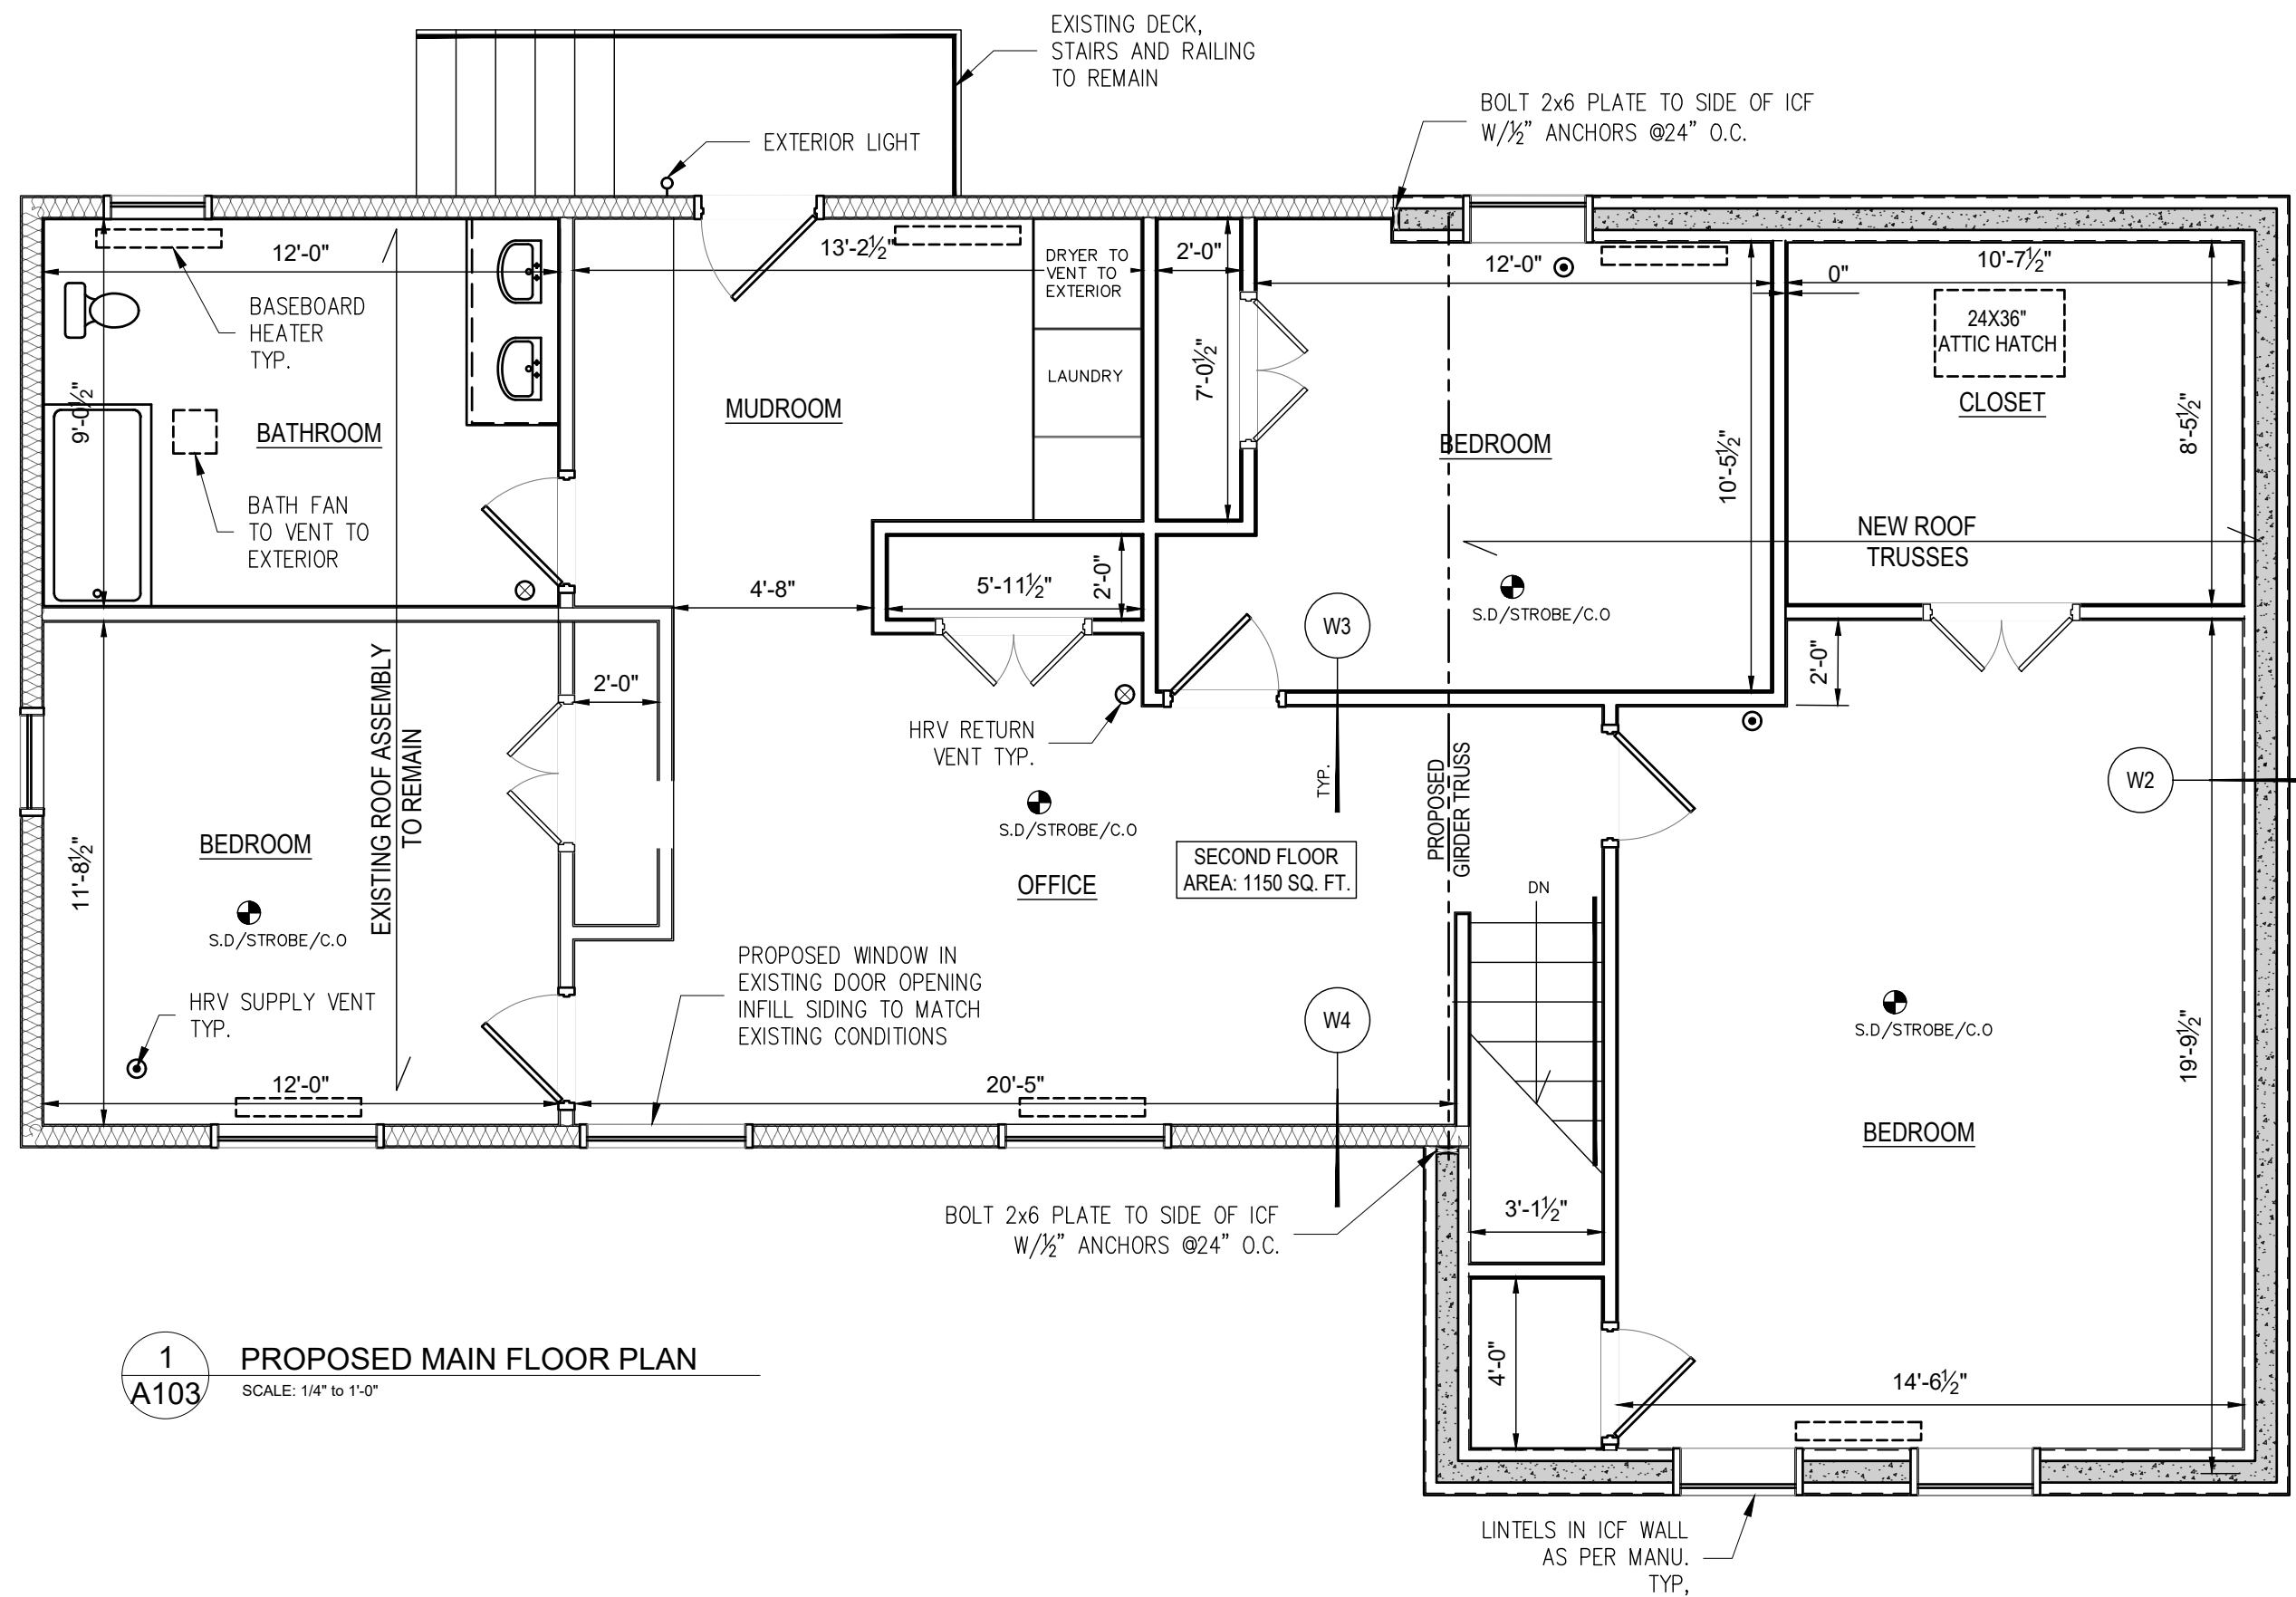 EXISTING DECK,
STAIRS AND RAILING
TO REMAIN
BOLT 2x6 PLATE TO SIDE OF ICF
W/½” ANCHORS @24” O.C.
EXTERIOR LIGHT
12'-0"
13'-2½"
DRYER TO
VENT TO
EXTERIOR
2'-0"
12'-0"
10'-7½"
0"
BASEBOARD
HEATER
TYP.
24X36"
ATTIC HATCH
CLOSET
LAUNDRY
7'-0½"
9'-0½"
MUDROOM
BATHROOM
BEDROOM
10'-5½"
8'-5½"
BATH FAN
TO VENT TO
EXTERIOR
NEW ROOF
TRUSSES
4'-8"
5'-11½"
2'-0"
S.D/STROBE/C.O
W3
2'-0"
2'-0"
EXISTING ROOF ASSEMBLY
TO REMAIN
HRV RETURN
VENT TYP.
TYP.
PROPOSED
GIRDER TRUSS
W2
S.D/STROBE/C.O
BEDROOM
11'-8½"
SECOND FLOOR
AREA: 1150 SQ. FT.
OFFICE
DN
S.D/STROBE/C.O
PROPOSED WINDOW IN
EXISTING DOOR OPENING
INFILL SIDING TO MATCH
EXISTING CONDITIONS
HRV SUPPLY VENT
TYP.
W4
S.D/STROBE/C.O
19'-9½"
12'-0"
20'-5"
BEDROOM
BOLT 2x6 PLATE TO SIDE OF ICF
W/½” ANCHORS @24” O.C.
3'-1½"
4'-0"
14'-6½"
1
A103
PROPOSED MAIN FLOOR PLAN
SCALE: 1/4" to 1'-0"
LINTELS IN ICF WALL
AS PER MANU.
TYP,